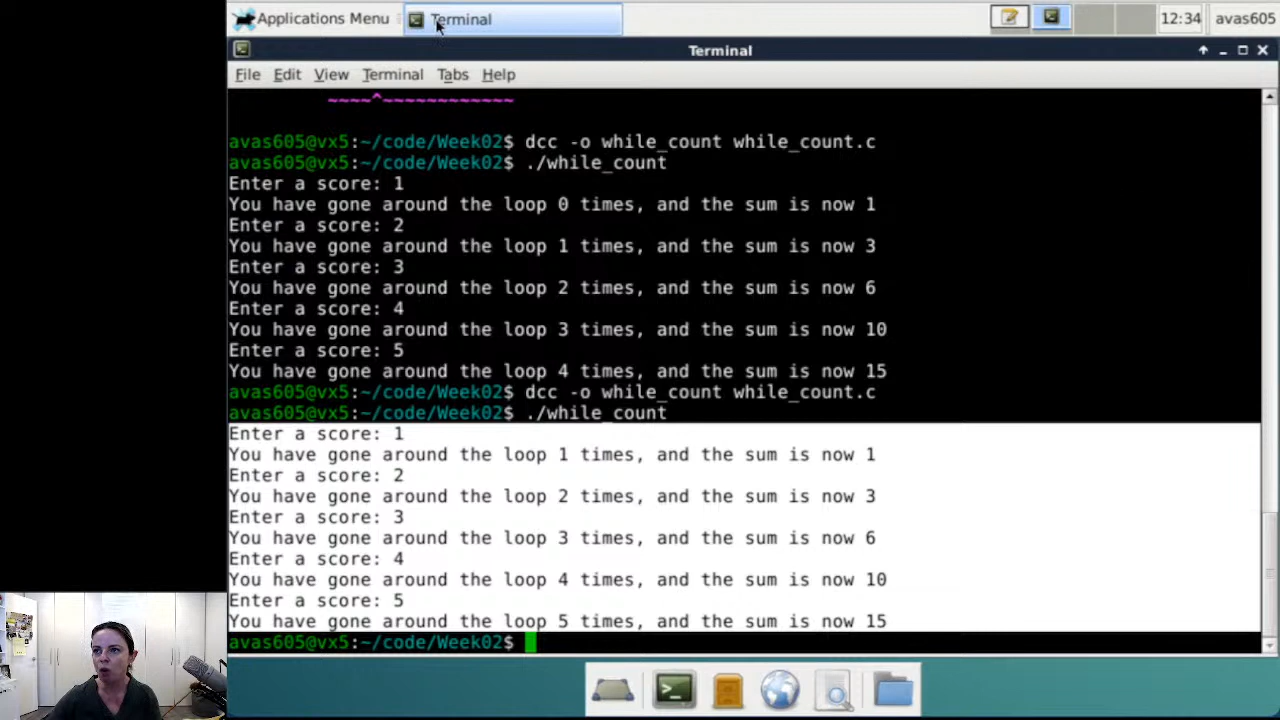 Applications Menu Terminal 12:34 avas605
Terminal
File Edit View Terminal Tabs Help
~~~~^~~~~~~~~~~~~
avas605@vx5:~/code/Week02$ dcc -o while_count while_count.c
avas605@vx5:~/code/Week02$ ./while_count
Enter a score: 1
You have gone around the loop 0 times, and the sum is now 1
Enter a score: 2
You have gone around the loop 1 times, and the sum is now 3
Enter a score: 3
You have gone around the loop 2 times, and the sum is now 6
Enter a score: 4
You have gone around the loop 3 times, and the sum is now 10
Enter a score: 5
You have gone around the loop 4 times, and the sum is now 15
avas605@vx5:~/code/Week02$ dcc -o while_count while_count.c
avas605@vx5:~/code/Week02$ ./while_count
Enter a score: 1
You have gone around the loop 1 times, and the sum is now 1
Enter a score: 2
You have gone around the loop 2 times, and the sum is now 3
Enter a score: 3
You have gone around the loop 3 times, and the sum is now 6
Enter a score: 4
You have gone around the loop 4 times, and the sum is now 10
Enter a score: 5
You have gone around the loop 5 times, and the sum is now 15
avas605@vx5:~/code/Week02$